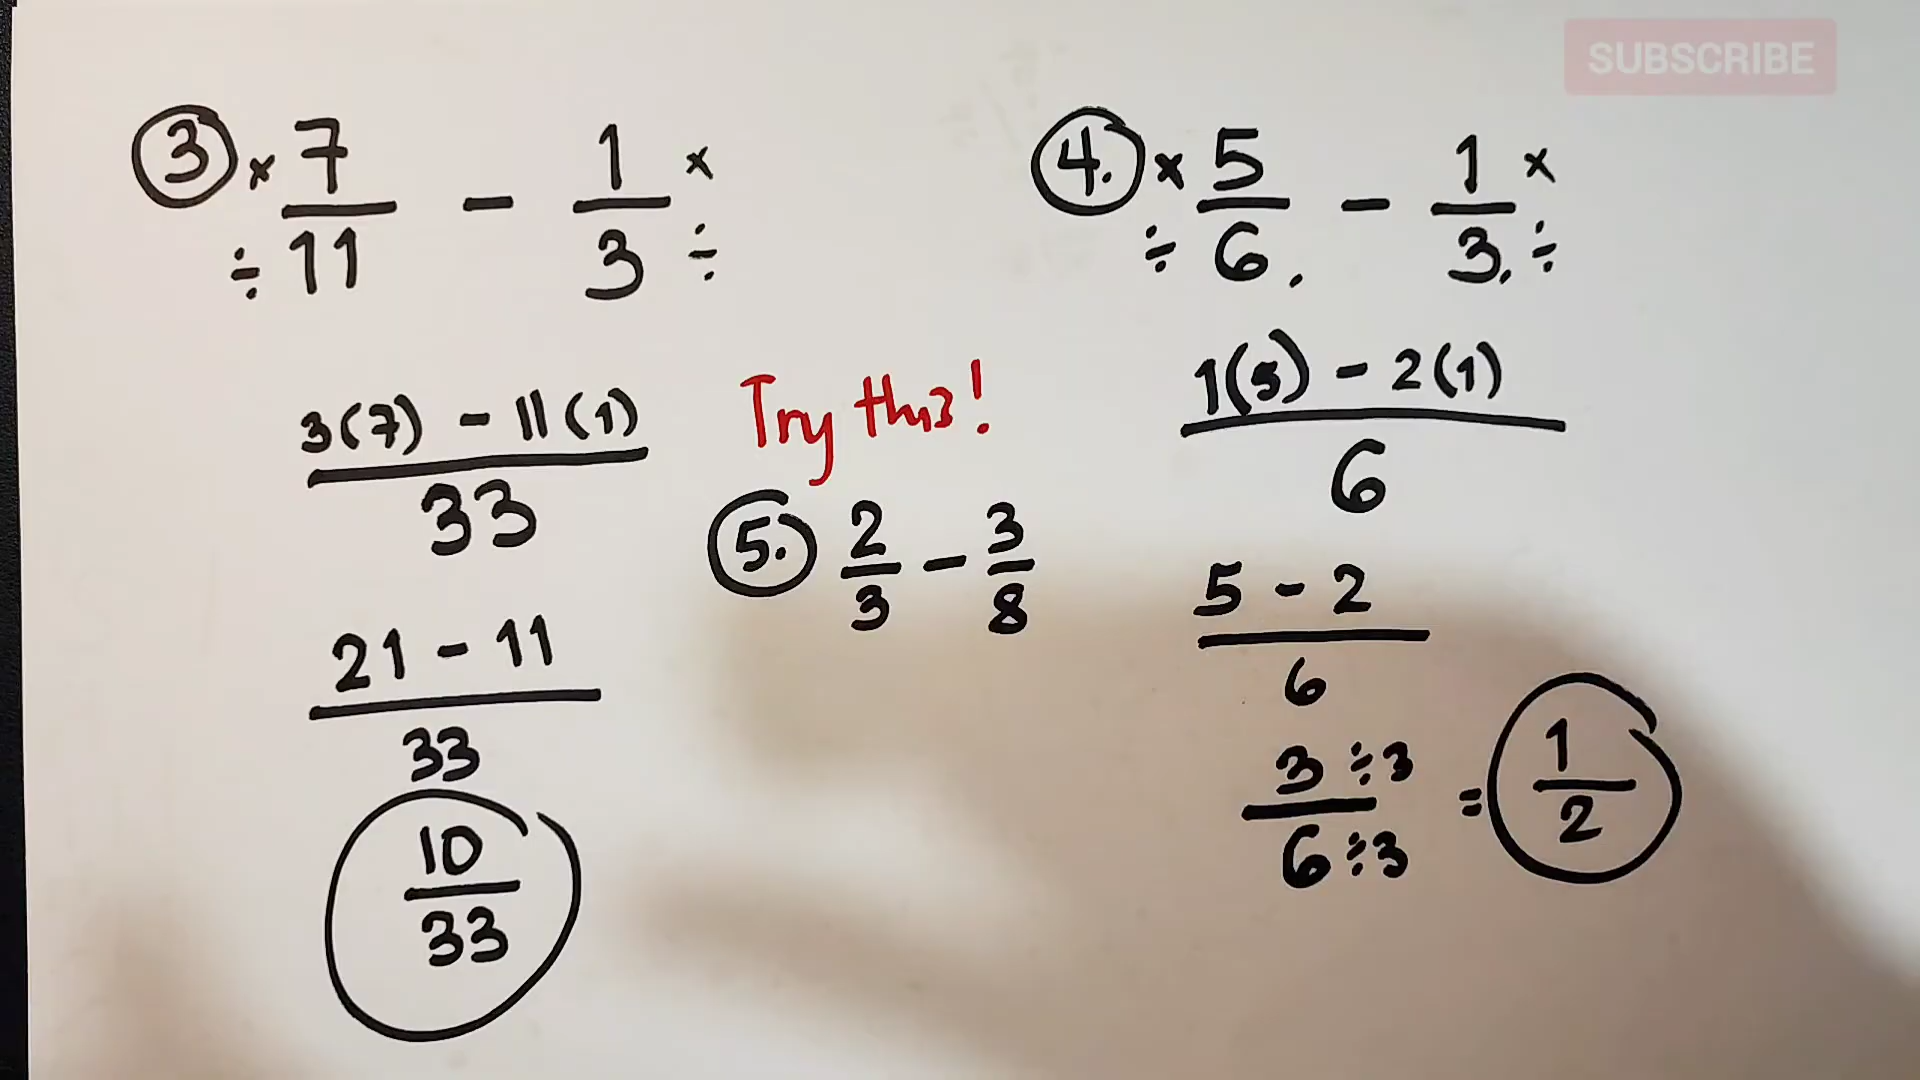 SUBSCRIBE
3 × 7/11 - 1/3 ×
÷ ÷
3(7) - 11(1)
33
21 - 11
33
10/33
Try this!
5. 2/3 - 3/8
4. × 5/6. - 1/3. ×
÷ ÷
1(5) - 2(1)
6
5 - 2
6
3 ÷3
6 ÷3
= 1/2